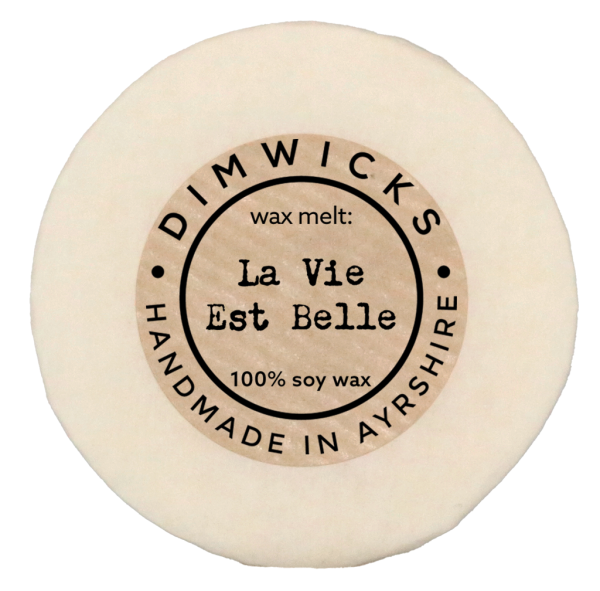 DIMWICKS
wax melt:
La Vie
Est Belle
100% soy wax
• HANDMADE IN AYRSHIRE •